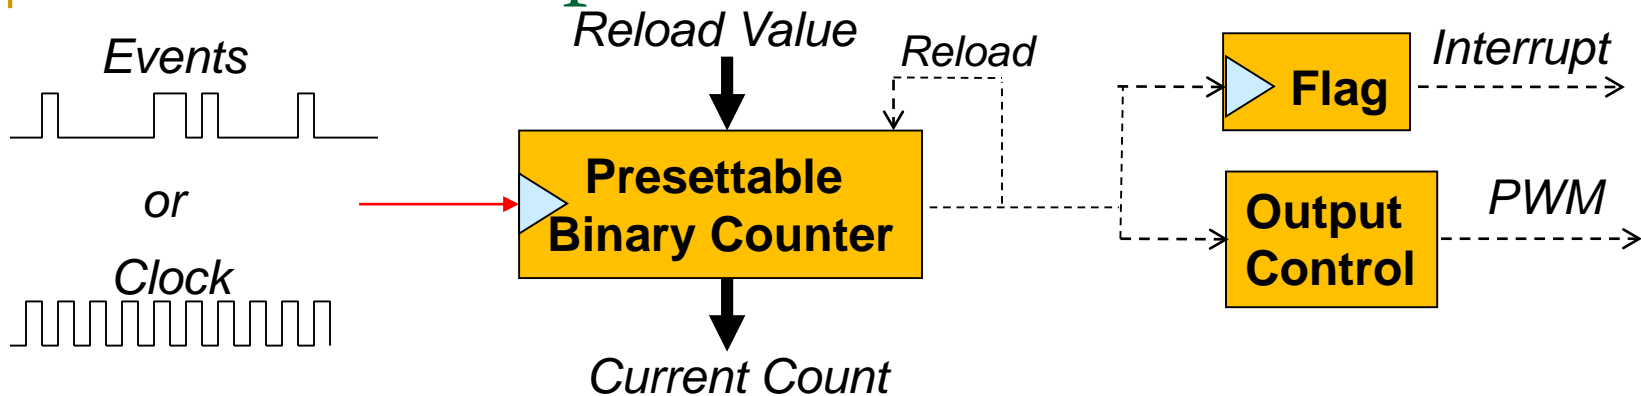 Reload Value
Events
Reload
Interrupt
Flag
Presettable
Binary Counter
or
PWM
Output
Control
Clock
Current Count